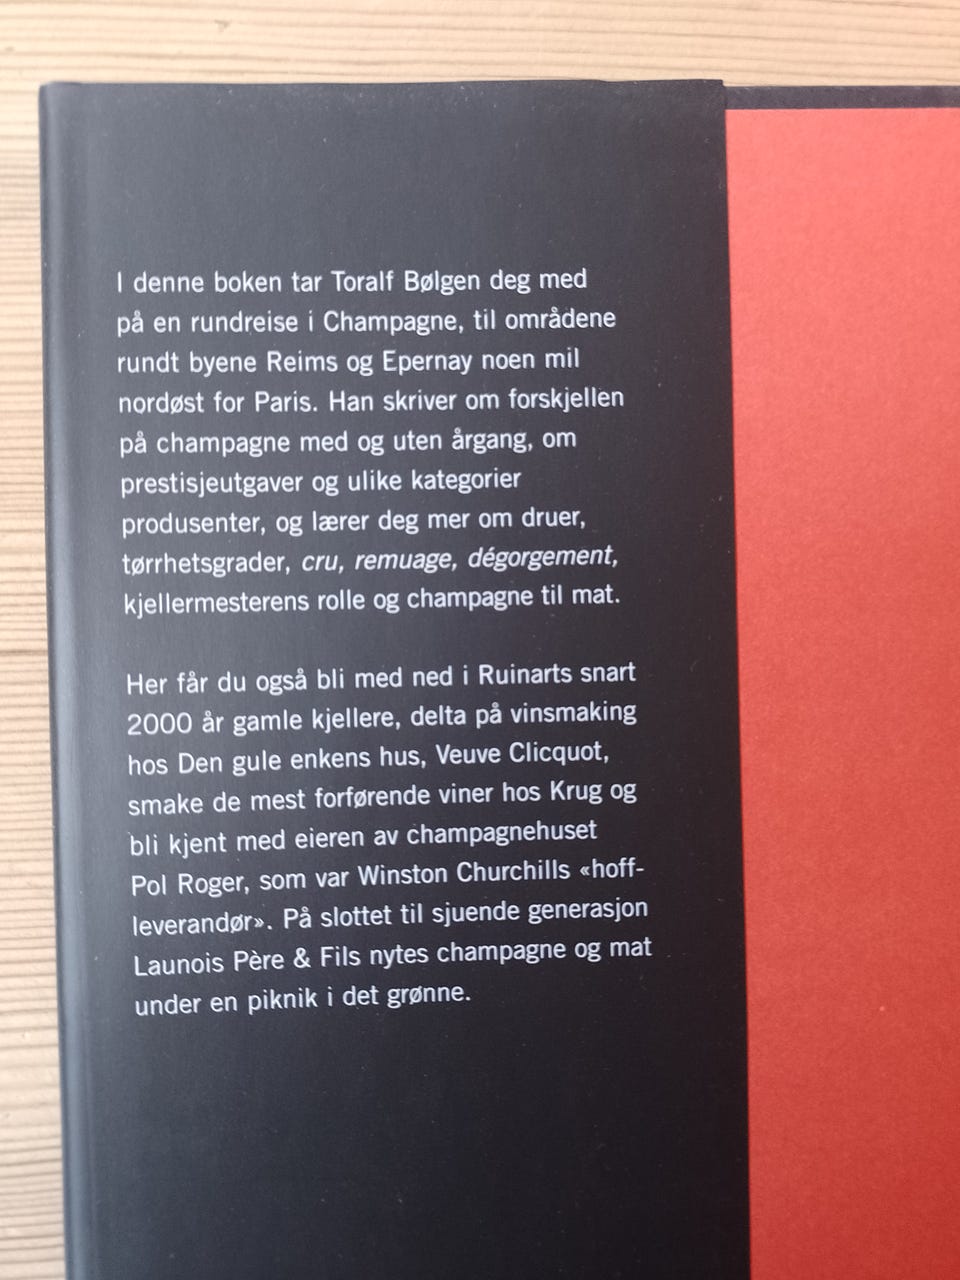 I denne boken tar Toralf Bølgen deg med
på en rundreise i Champagne, til områdene
rundt byene Reims og Epernay noen mil
nordøst for Paris. Han skriver om forskjellen
på champagne med og uten årgang, om
prestisjeutgaver og ulike kategorier
produsenter, og lærer deg mer om druer,
tørrhetsgrader, cru, remuage, dégorgement,
kjellermesterens rolle og champagne til mat.
Her får du også bli med ned i Ruinarts snart
2000 år gamle kjellere, delta på vinsmaking
hos Den gule enkens hus, Veuve Clicquot,
smake de mest forførende viner hos Krug og
bli kjent med eieren av champagnehuset
Pol Roger, som var Winston Churchills «hoff-
leverandør». På slottet til sjuende generasjon
Launois Père & Fils nytes champagne og mat
under en piknik i det grønne.